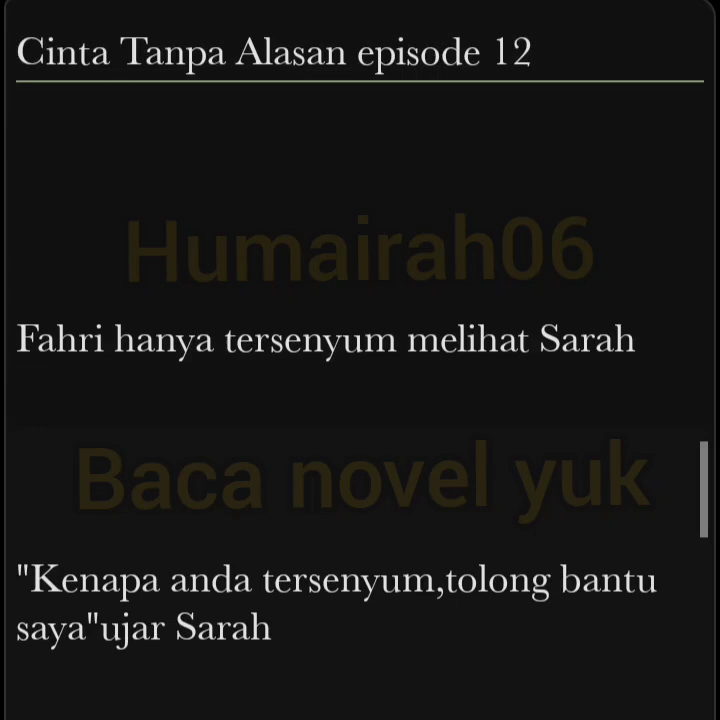 Cinta Tanpa Alasan episode 12
Humairah06
Fahri hanya tersenyum melihat Sarah
Baca novel yuk
"Kenapa anda tersenyum,tolong bantu
saya"ujar Sarah